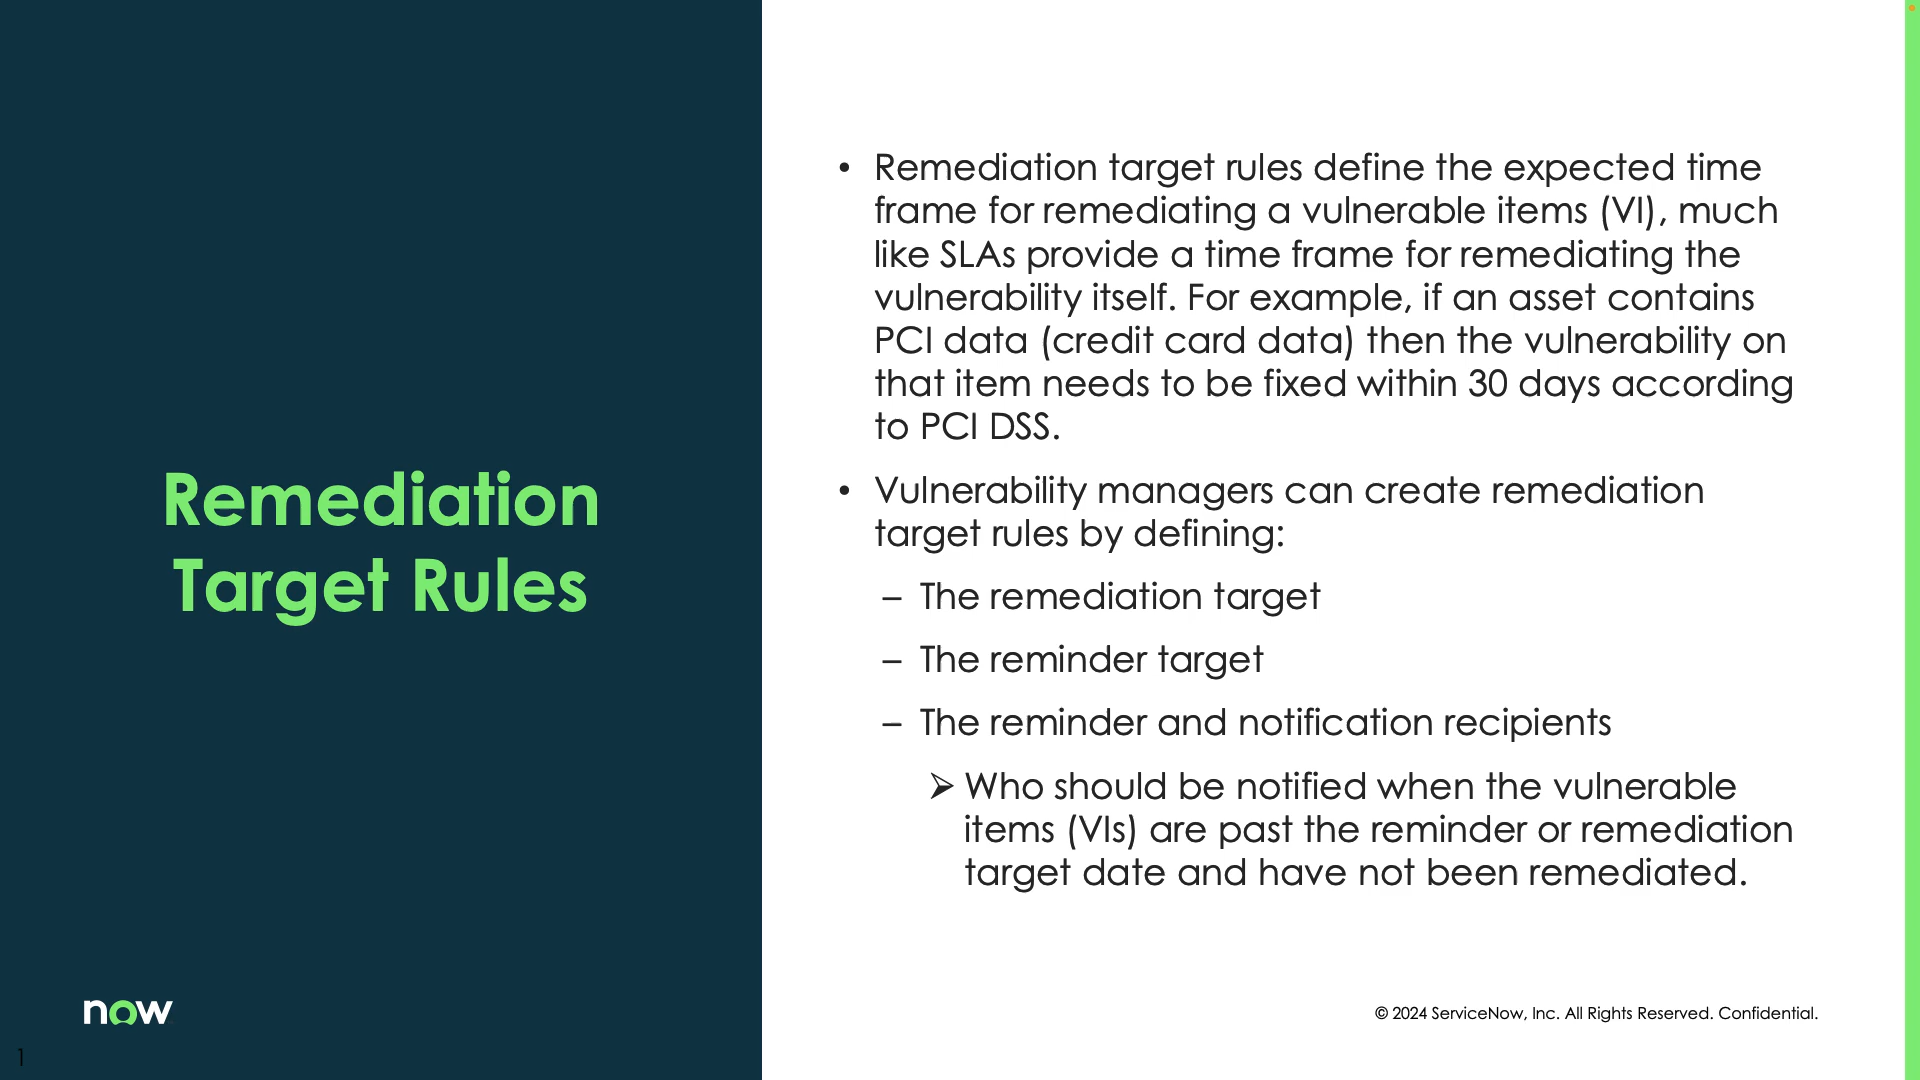 Remediation
Target Rules
• Remediation target rules define the expected time
frame for remediating a vulnerable items (VI), much
like SLAs provide a time frame for remediating the
vulnerability itself. For example, if an asset contains
PCI data (credit card data) then the vulnerability on
that item needs to be fixed within 30 days according
to PCI DSS.
• Vulnerability managers can create remediation
target rules by defining:
– The remediation target
– The reminder target
– The reminder and notification recipients
➢ Who should be notified when the vulnerable
items (VIs) are past the reminder or remediation
target date and have not been remediated.
now
© 2024 ServiceNow, Inc. All Rights Reserved. Confidential.
1